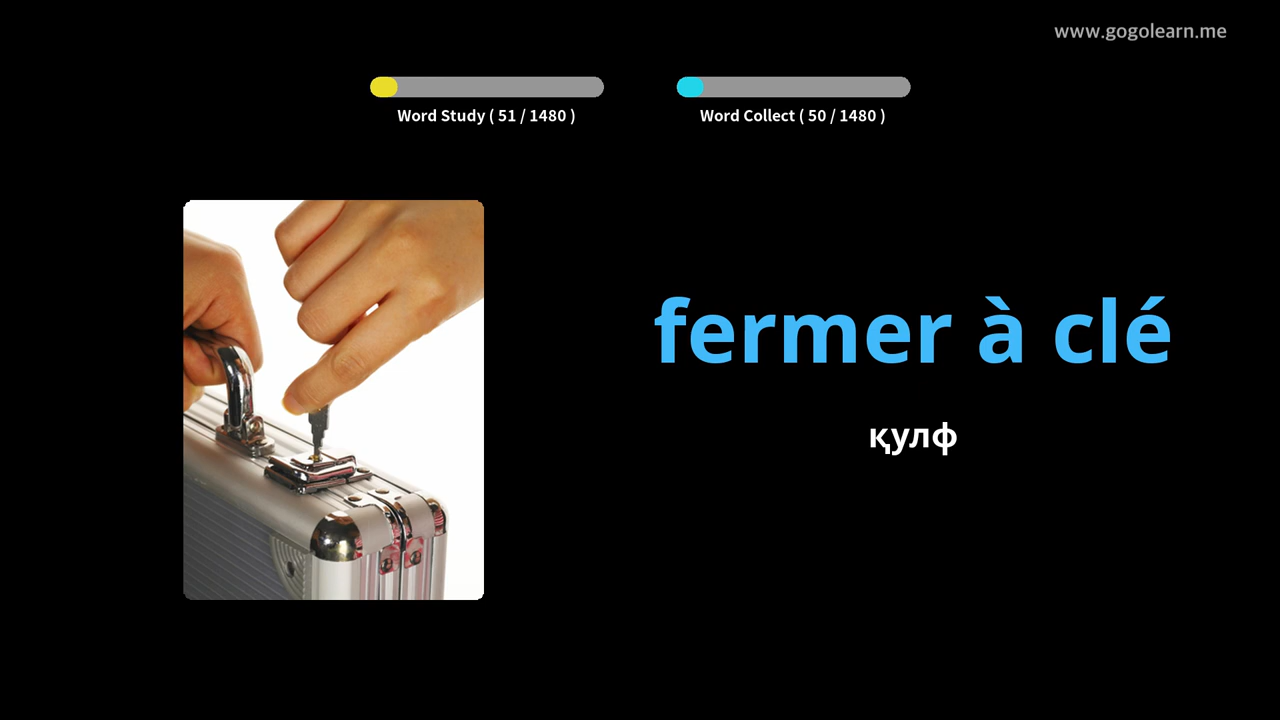 www.gogolearn.me
Word Study ( 51 / 1480 )
Word Collect ( 50 / 1480 )
fermer à clé
қулф